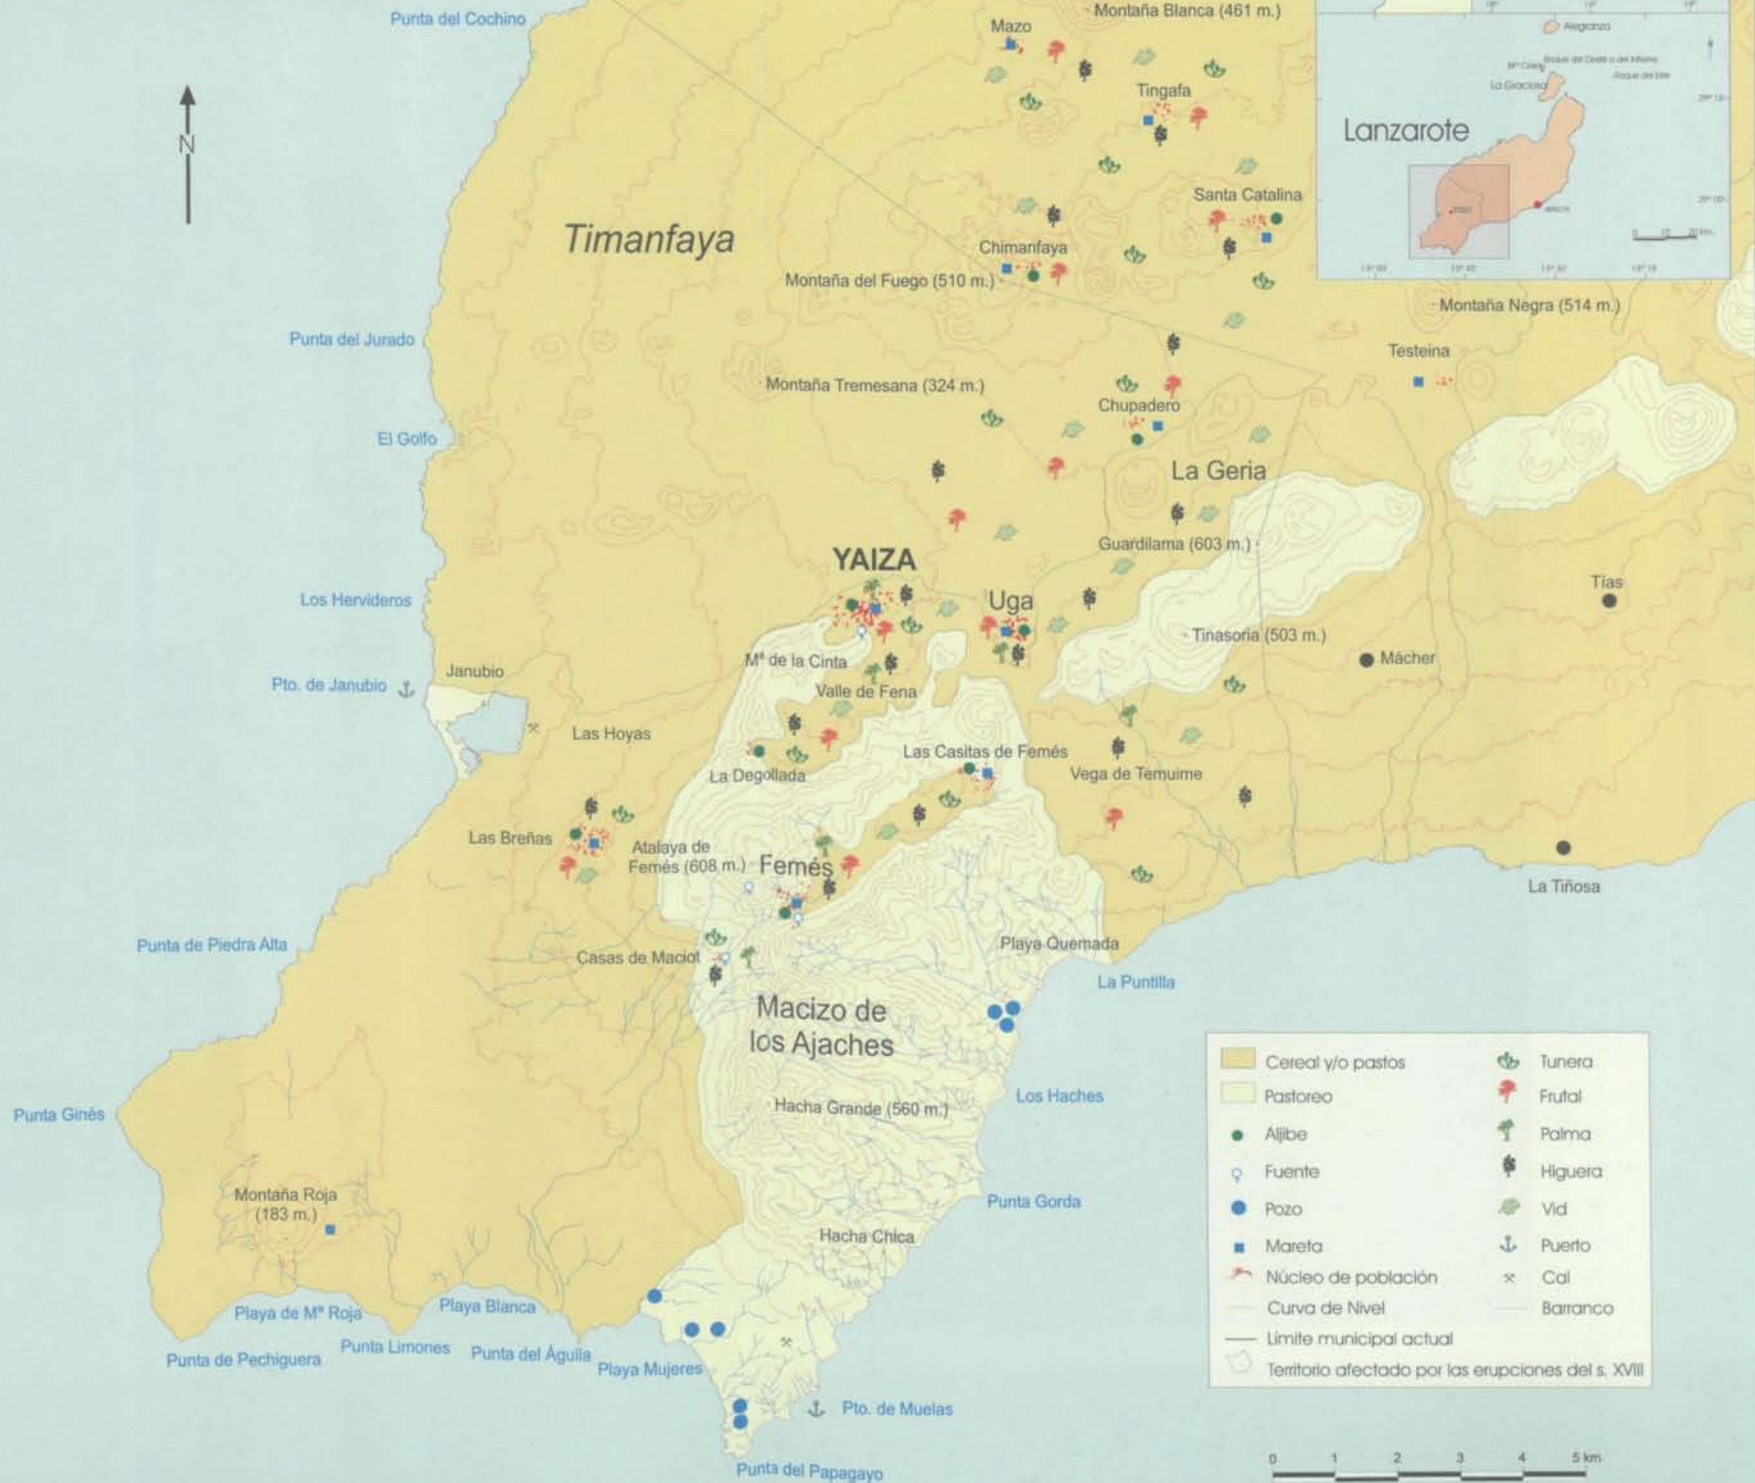 Punta del Cochino
Montaña Blanca (461 m.)
Mazo
Tingafa
N
Alegranza
La Graciosa
Lanzarote
Santa Catalina
Timanfaya
Chimanfaya
Montaña del Fuego (510 m.)
Montaña Negra (514 m.)
Punta del Jurado
Testeina
Montaña Tremesana (324 m.)
Chupadero
El Golfo
La Geria
Guardilama (603 m.)
YAIZA
Tías
Los Hervideros
Uga
Tinasoria (503 m.)
Mácher
Mª de la Cinta
Janubio
Pto. de Janubio
Valle de Fena
Las Hoyas
Las Casitas de Femés
La Degollada
Vega de Temuime
Las Breñas
Atalaya de
Femés (608 m.)
Femés
La Tiñosa
Punta de Piedra Alta
Playa Quemada
Casas de Maciot
La Puntilla
Macizo de
los Ajaches
Los Haches
Hacha Grande (560 m.)
Punta Ginés
Montaña Roja
(183 m.)
Punta Gorda
Hacha Chica
Playa de Mª Roja
Playa Blanca
Punta Limones
Punta del Águila
Punta de Pechiguera
Playa Mujeres
Pto. de Muelas
Punta del Papagayo
Cereal y/o pastos
Pastoreo
Aljibe
Fuente
Pozo
Mareta
Núcleo de población
Curva de Nivel
Límite municipal actual
Territorio afectado por las erupciones del s. XVIII
Tunera
Frutal
Palma
Higuera
Vid
Puerto
Cal
Barranco
0 1 2 3 4 5 km